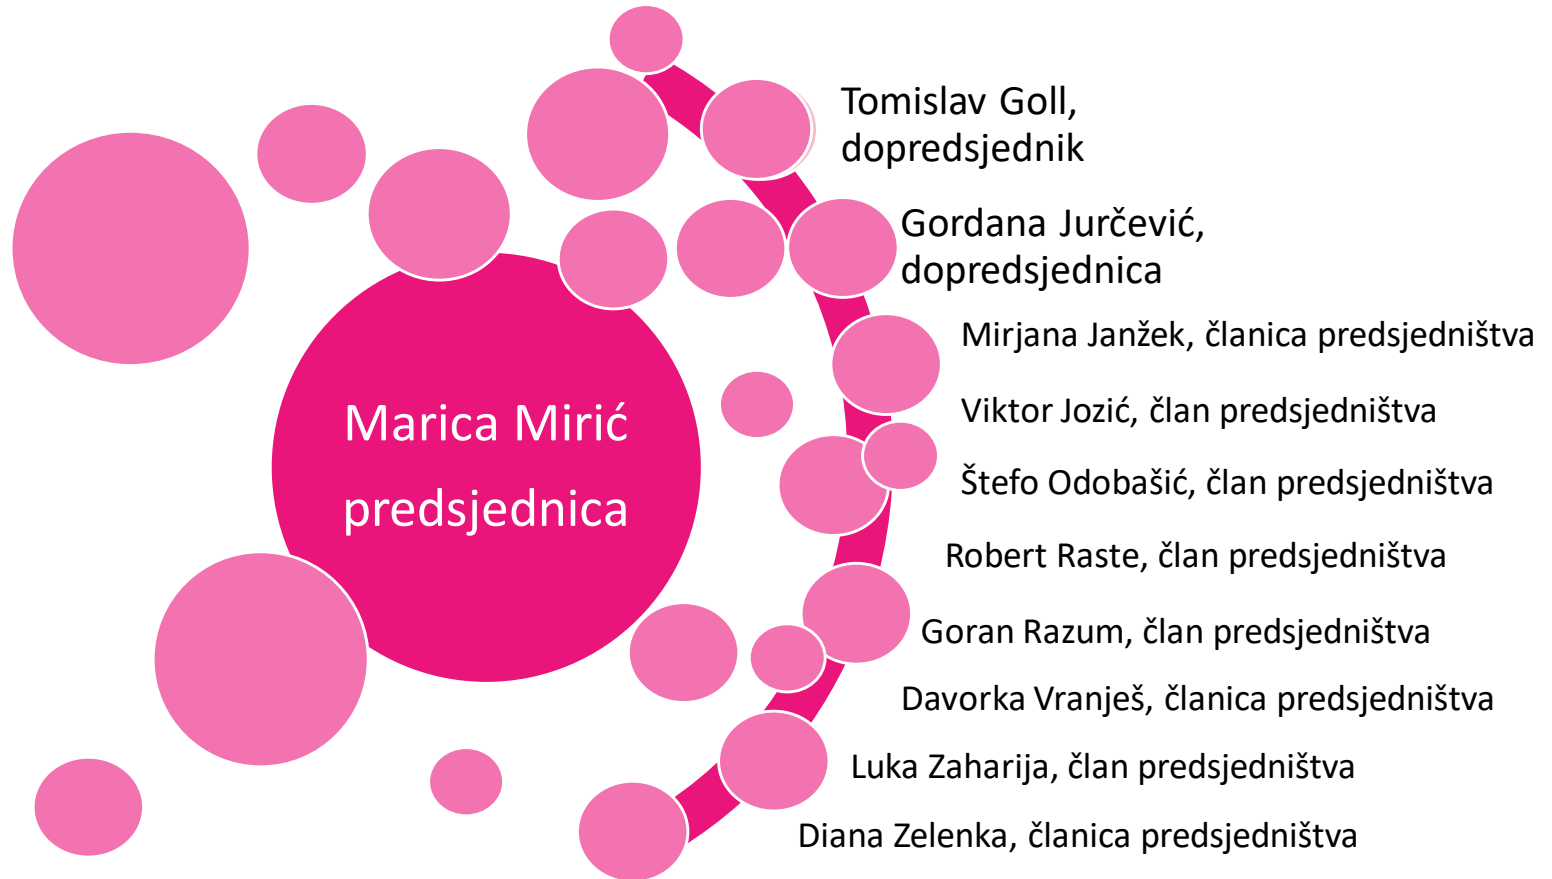 Tomislav Goll,
dopredsjednik
Gordana Jurčević,
dopredsjednica
Mirjana Janžek, članica predsjedništva
Marica Mirić
predsjednica
Viktor Jozić, član predsjedništva
Štefo Odobašić, član predsjedništva
Robert Raste, član predsjedništva
Goran Razum, član predsjedništva
Davorka Vranješ, članica predsjedništva
Luka Zaharija, član predsjedništva
Diana Zelenka, članica predsjedništva